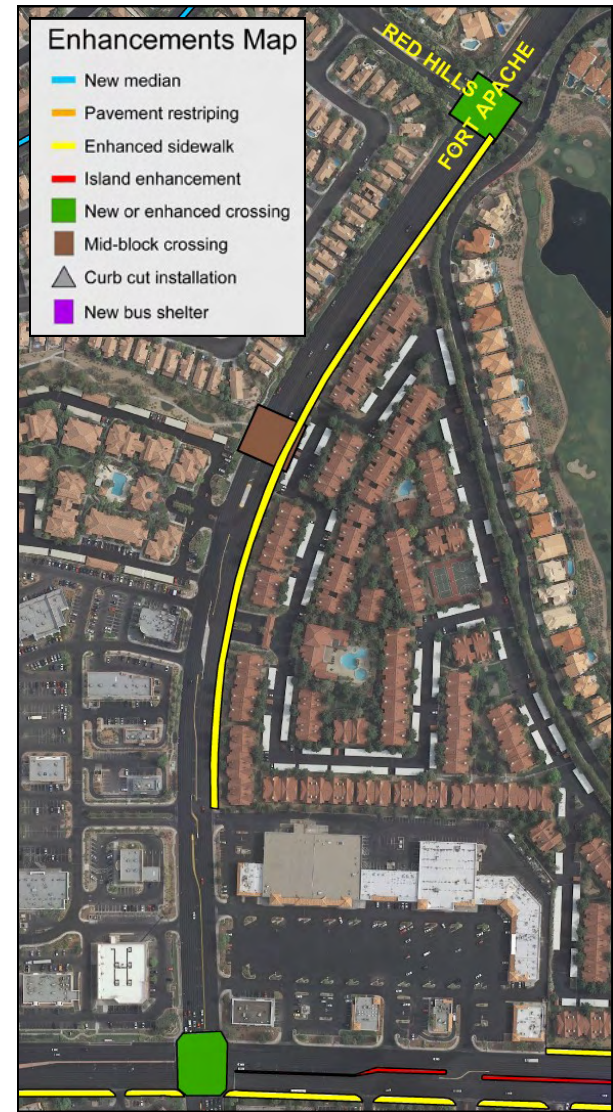 Enhancements Map
New median
Pavement restriping
Enhanced sidewalk
Island enhancement
New or enhanced crossing
Mid-block crossing
Curb cut installation
New bus shelter
RED HILLS
FORT APACHE